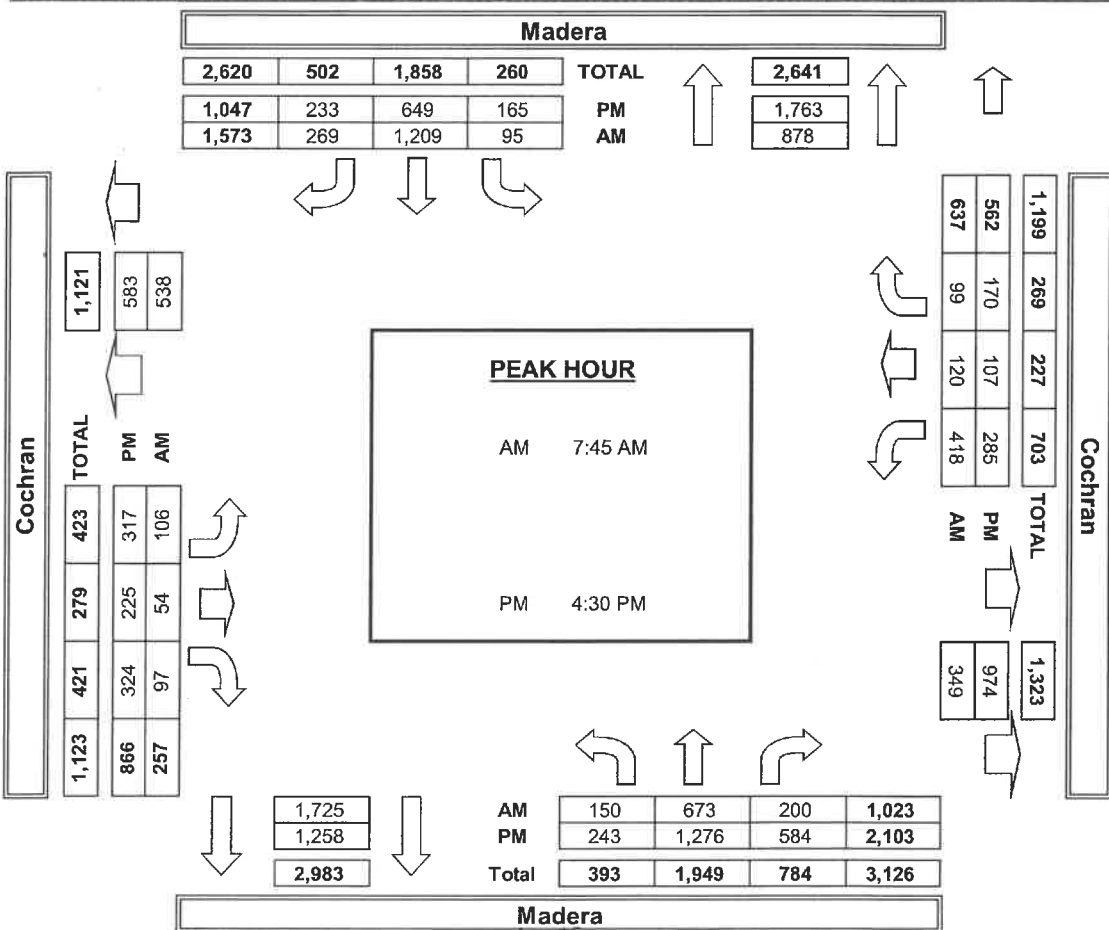 Madera
2,620 502 1,858 260 TOTAL 2,641
1,047 233 649 165 PM 1,763
1,573 269 1,209 95 AM 878
Cochran
1,121
583
538
TOTAL PM AM
423 317 106
279 225 54
421 324 97
1,123 866 257
PEAK HOUR
AM 7:45 AM
PM 4:30 PM
1,199 269 227 703 TOTAL
562 170 107 285 PM
637 99 120 418 AM
1,323
974
349
Cochran
1,725 AM 150 673 200 1,023
1,258 PM 243 1,276 584 2,103
2,983 Total 393 1,949 784 3,126
Madera